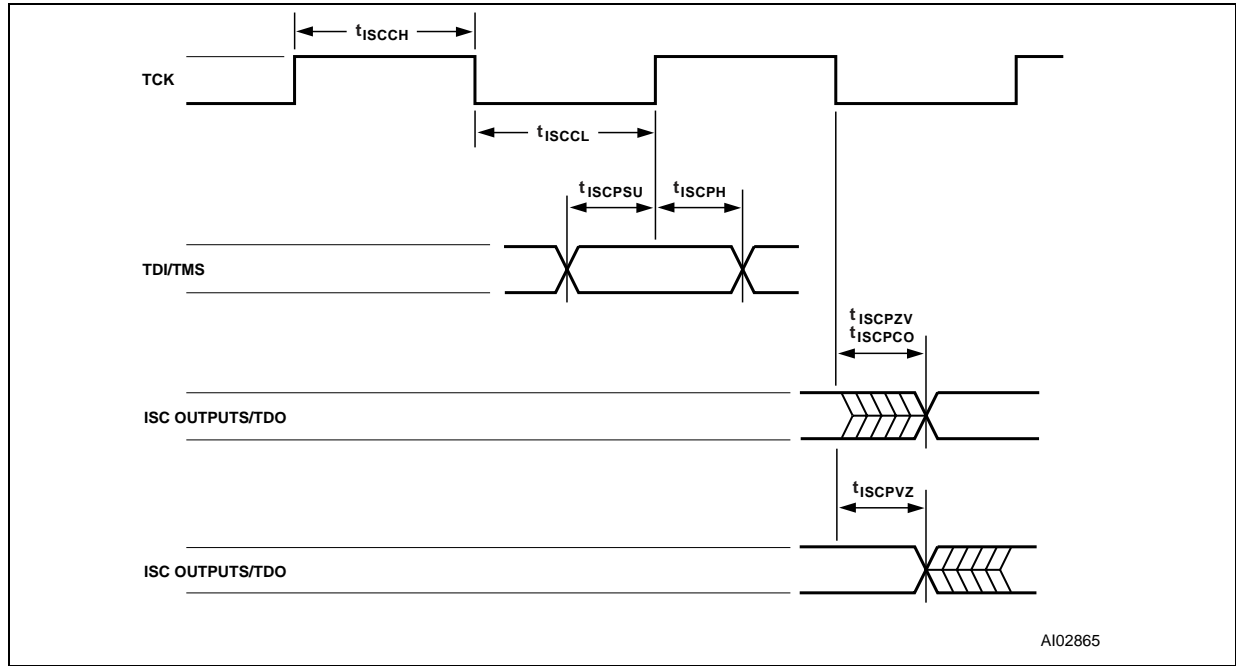 tISCCH
TCK
tISCCL
tISCPSU
tISCPH
TDI/TMS
tISCPZV
tISCPCO
ISC OUTPUTS/TDO
tISCPVZ
ISC OUTPUTS/TDO
AI02865